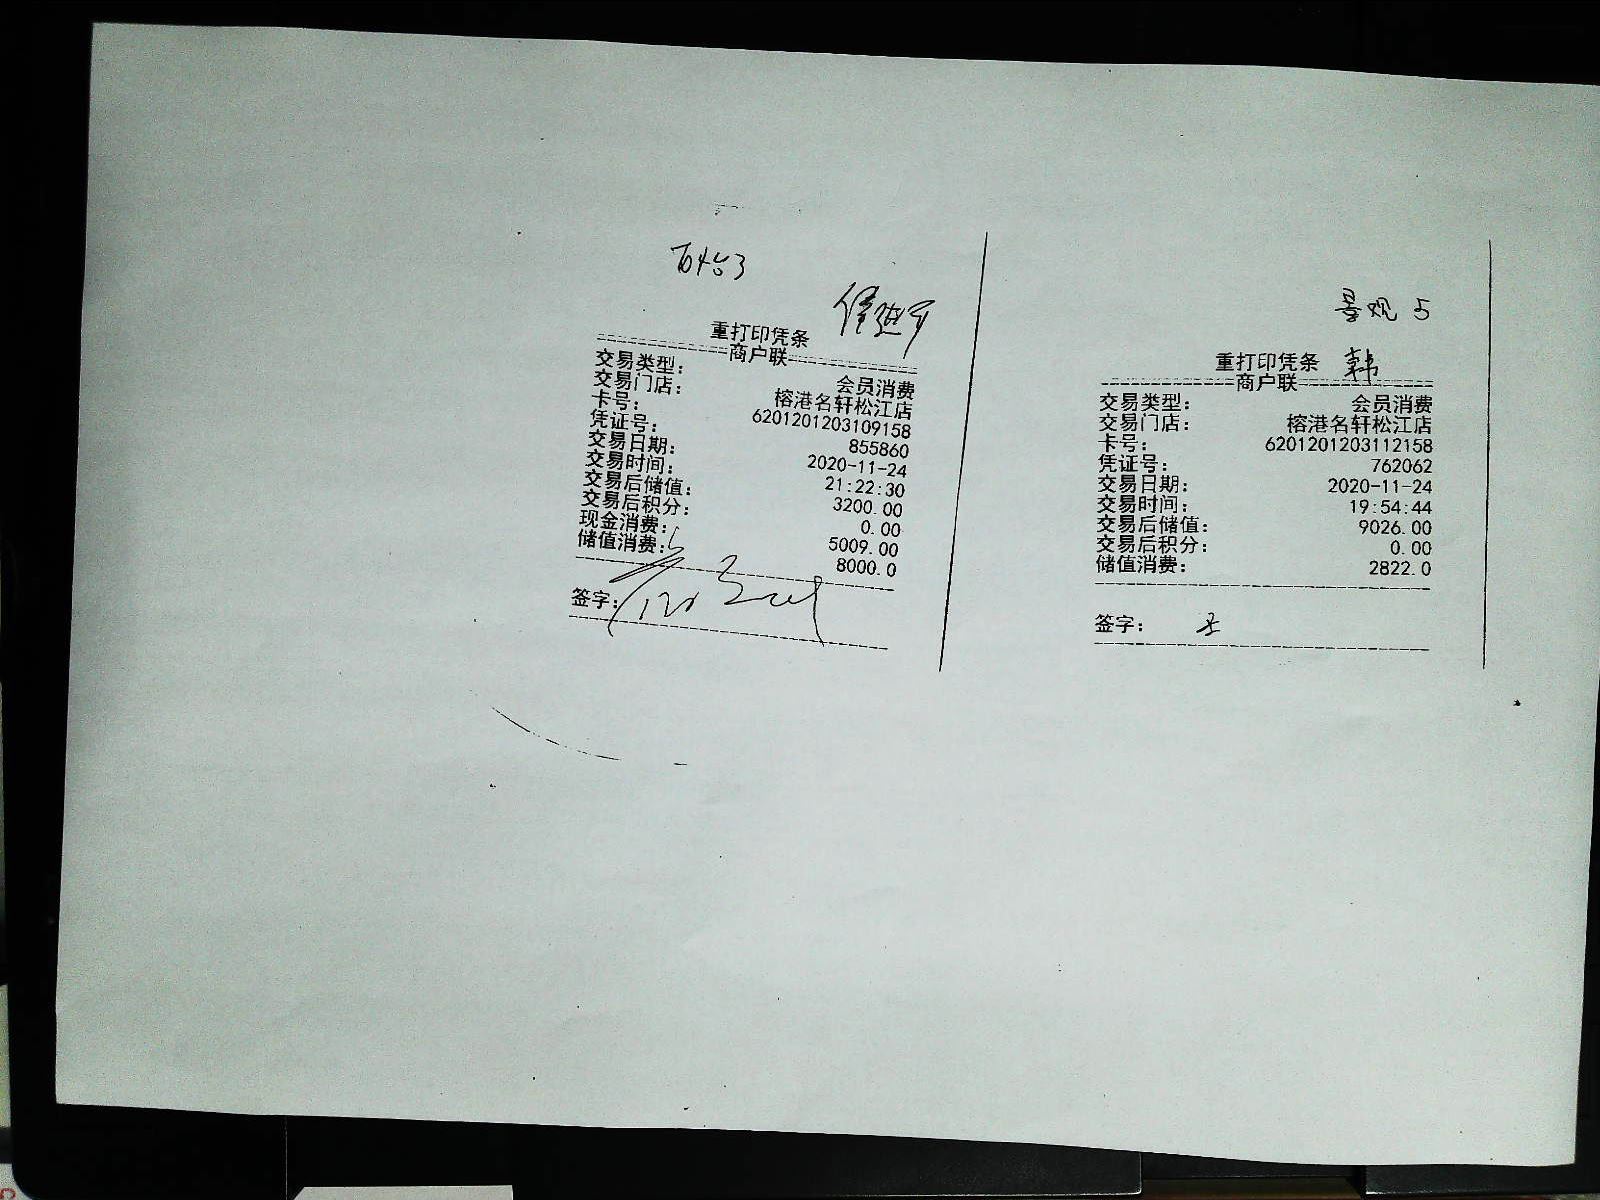 重打印凭条
商户联
交易类型： 会员消费
交易门店： 榕港名轩松江店
卡号： 6201201203109158
凭证号： 855860
交易日期： 2020-11-24
交易时间： 21:22:30
交易后储值： 3200.00
交易后积分： 0.00
现金消费： 5009.00
储值消费： 8000.0
签字：
景观 5
韩
重打印凭条
商户联
交易类型： 会员消费
交易门店： 榕港名轩松江店
卡号： 6201201203112158
凭证号： 762062
交易日期： 2020-11-24
交易时间： 19:54:44
交易后储值： 9026.00
交易后积分： 0.00
储值消费： 2822.0
签字：